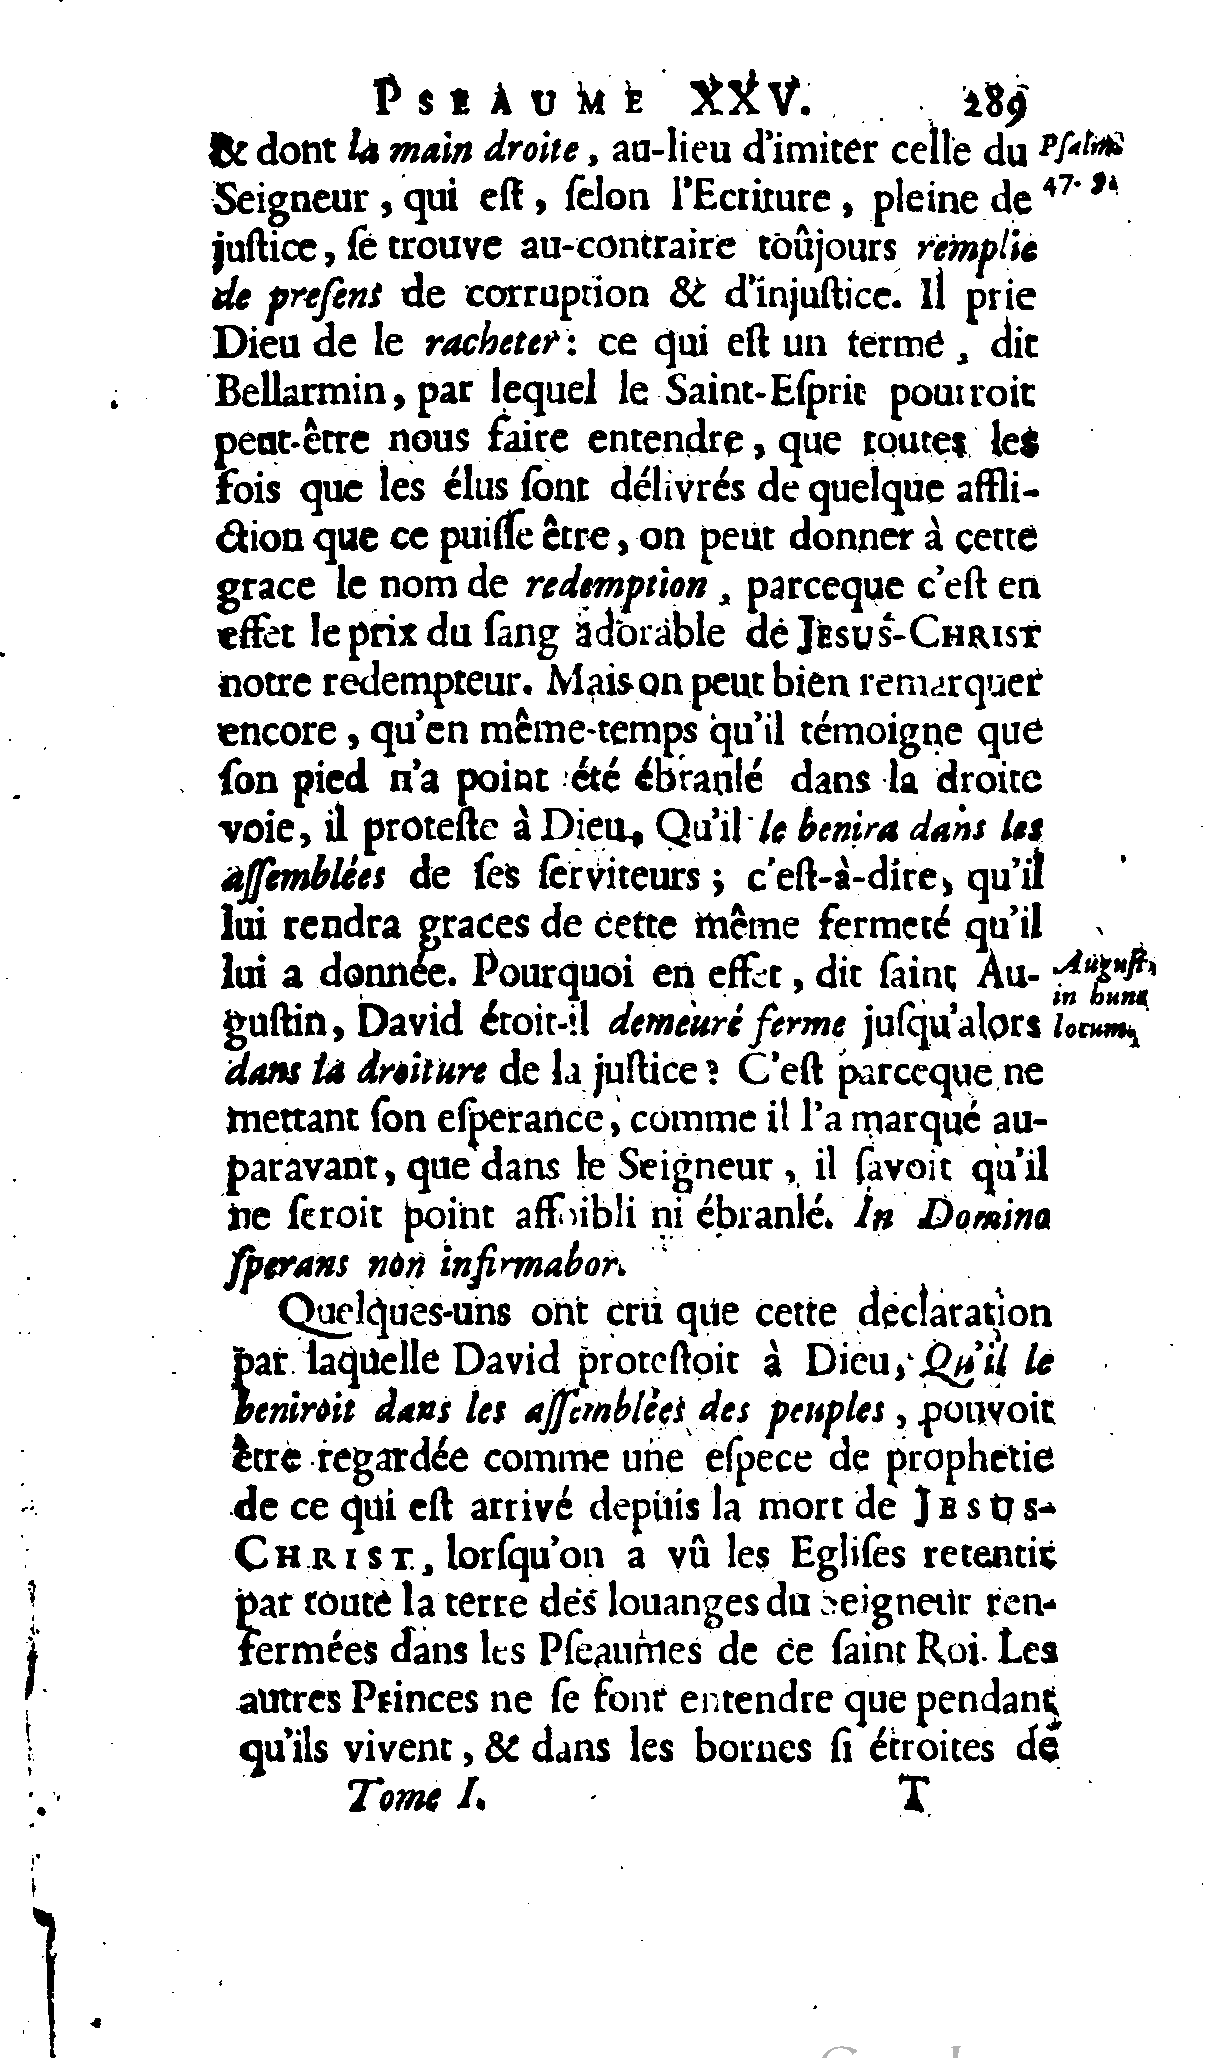 PSEAUME XXV. 289
& dont la main droite, au-lieu d'imiter celle du
Psalm.
Seigneur, qui eſt, ſelon l'Ecriture, pleine de
47.
juſtice, ſe trouve au-contraire toûjours remplie
de preſens de corruption & d'injuſtice. Il prie
Dieu de le racheter: ce qui eſt un terme, dit
Bellarmin, par lequel le Saint-Eſprit pourroit
peut-être nous faire entendre, que toutes les
fois que les élus ſont délivrés de quelque affli-
ction que ce puiſſe être, on peut donner à cette
grace le nom de redemption, parceque c'eſt en
effet le prix du ſang adorable de JESUS-CHRIST
notre redempteur. Mais on peut bien remarquer
encore, qu'en même-temps qu'il témoigne que
ſon pied n'a point été ébranlé dans la droite
voie, il proteſte à Dieu, Qu'il le benira dans les
aſſemblées de ſes ſerviteurs; c'eſt-à-dire, qu'il
lui rendra graces de cette même fermeté qu'il
lui a donnée. Pourquoi en effet, dit ſaint Au-
Auguſt.
in hunc
guſtin, David étoit-il demeuré ferme juſqu'alors
locum.
dans la droiture de la juſtice? C'eſt parceque ne
mettant ſon eſperance, comme il l'a marqué au-
paravant, que dans le Seigneur, il ſavoit qu'il
ne ſeroit point affoibli ni ébranlé. In Domino
ſperans non infirmabor.
Quelques-uns ont cru que cette declaration
par laquelle David proteſtoit à Dieu, Qu'il le
beniroit dans les aſſemblées des peuples, pouvoit
être regardée comme une eſpece de prophetie
de ce qui eſt arrivé depuis la mort de JESUS-
CHRIST, lorſqu'on a vû les Egliſes retentir
par toute la terre des louanges du Seigneur ren-
fermées dans les Pſeaumes de ce ſaint Roi. Les
autres Princes ne ſe font entendre que pendant
qu'ils vivent, & dans les bornes ſi étroites de
Tome I. T